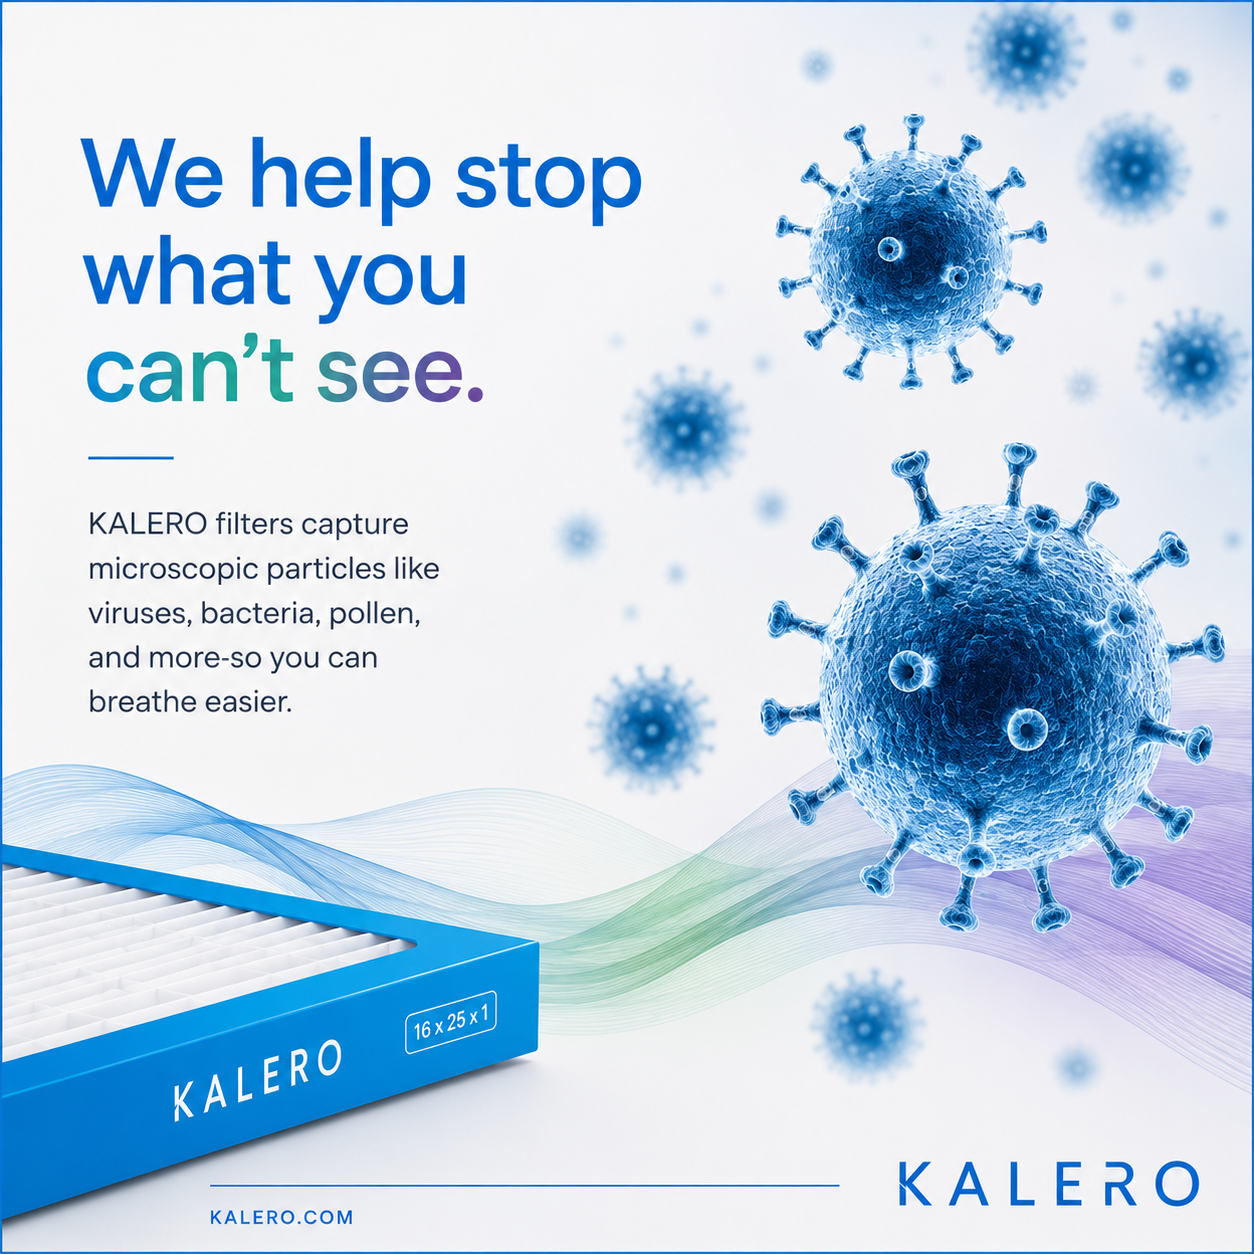 We help stop
what you
can't see.
KALERO filters capture
microscopic particles like
viruses, bacteria, pollen,
and more-so you can
breathe easier.
KALERO
16 x 25 x 1
KALERO
KALERO.COM